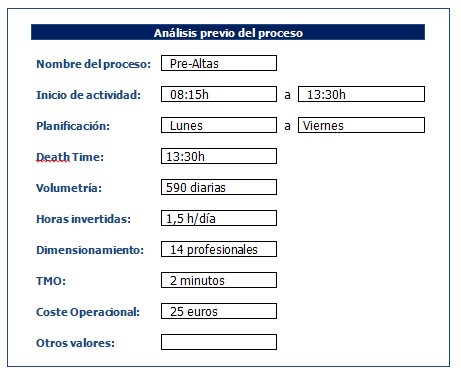 Análisis previo del proceso
Nombre del proceso: Pre-Altas
Inicio de actividad: 08:15h a 13:30h
Planificación: Lunes a Viernes
Death Time: 13:30h
Volumetría: 590 diarias
Horas invertidas: 1,5 h/día
Dimensionamiento: 14 profesionales
TMO: 2 minutos
Coste Operacional: 25 euros
Otros valores: